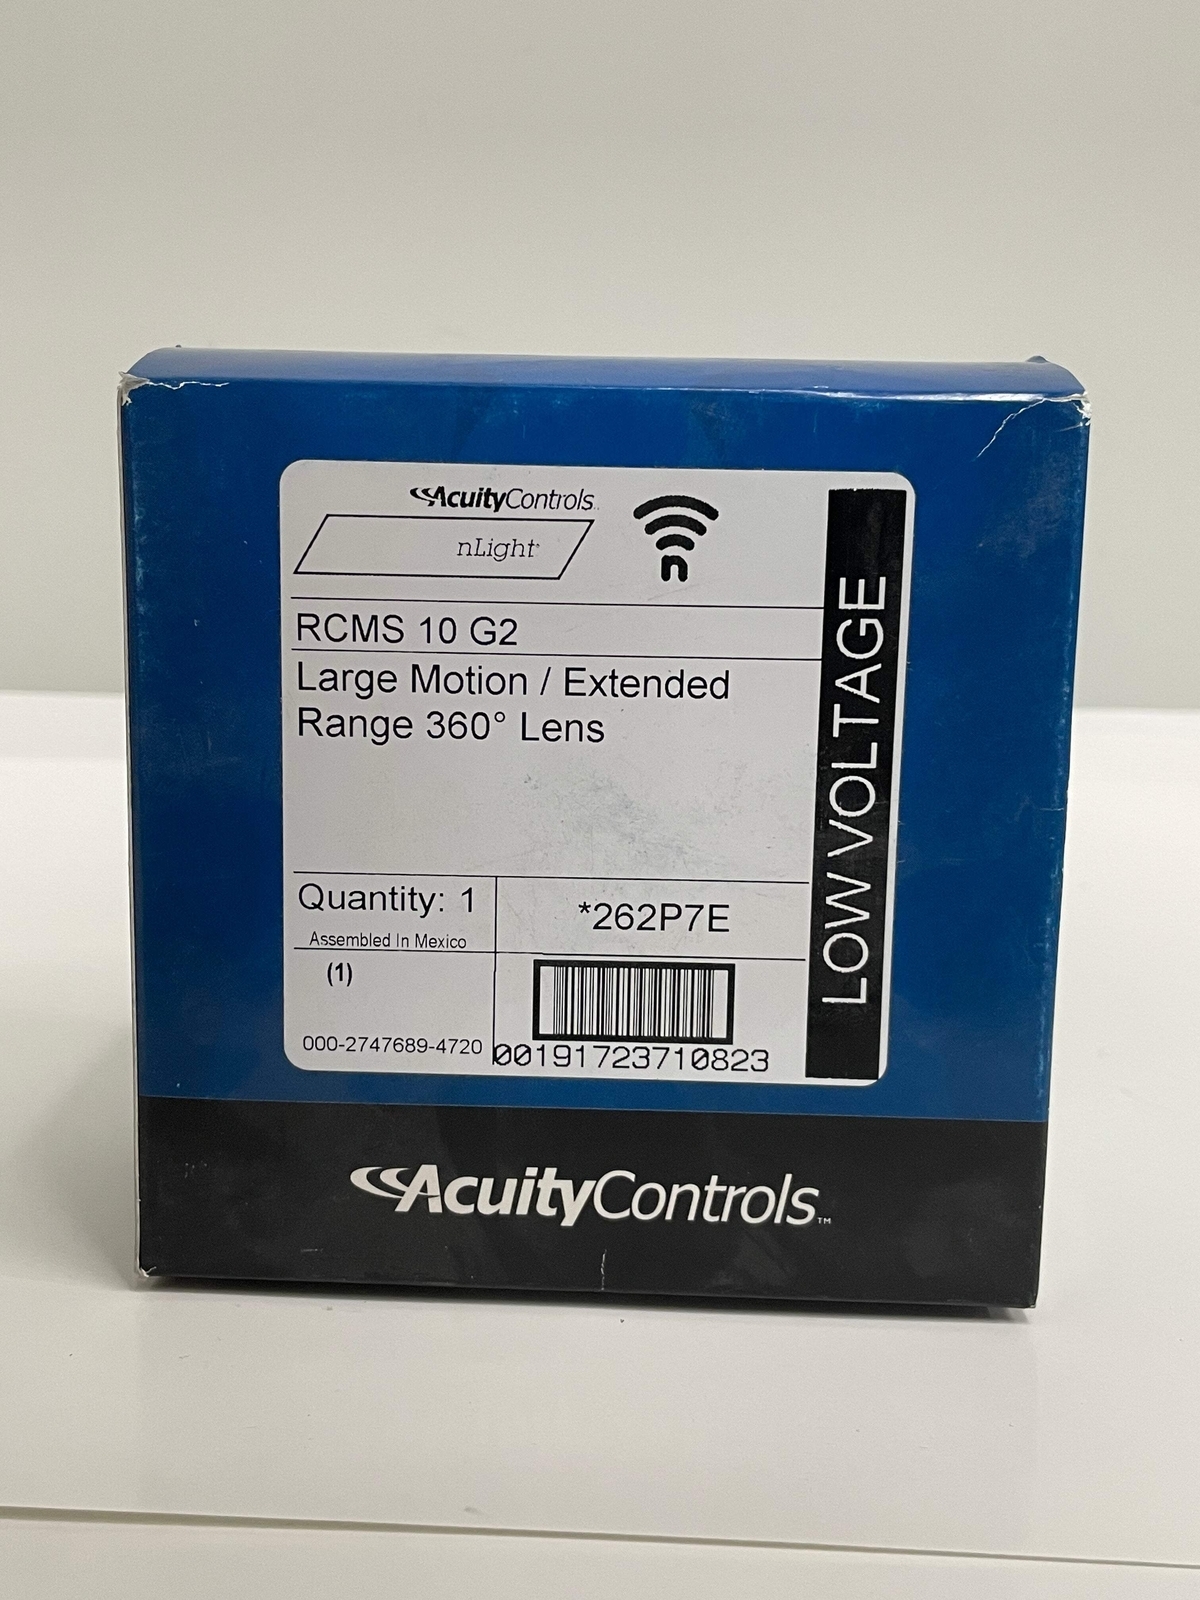 AcuityControls
nLight®
n
RCMS 10 G2
Large Motion / Extended
Range 360° Lens
LOW VOLTAGE
Quantity: 1
Assembled In Mexico
*262P7E
(1)
000-2747689-4720
00191723710823
AcuityControls™